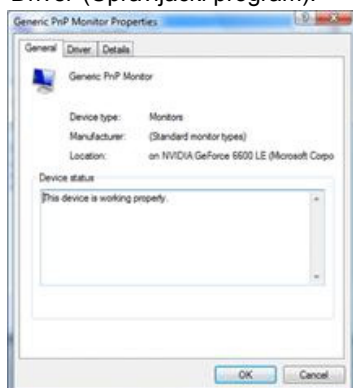 Driver (Upravljački program).
Generic PnP Monitor Properties
General Driver Details
Generic PnP Monitor
Device type: Monitors
Manufacturer: (Standard monitor types)
Location: on NVIDIA GeForce 6600 LE (Microsoft Corpo
Device status
This device is working properly.
OK Cancel